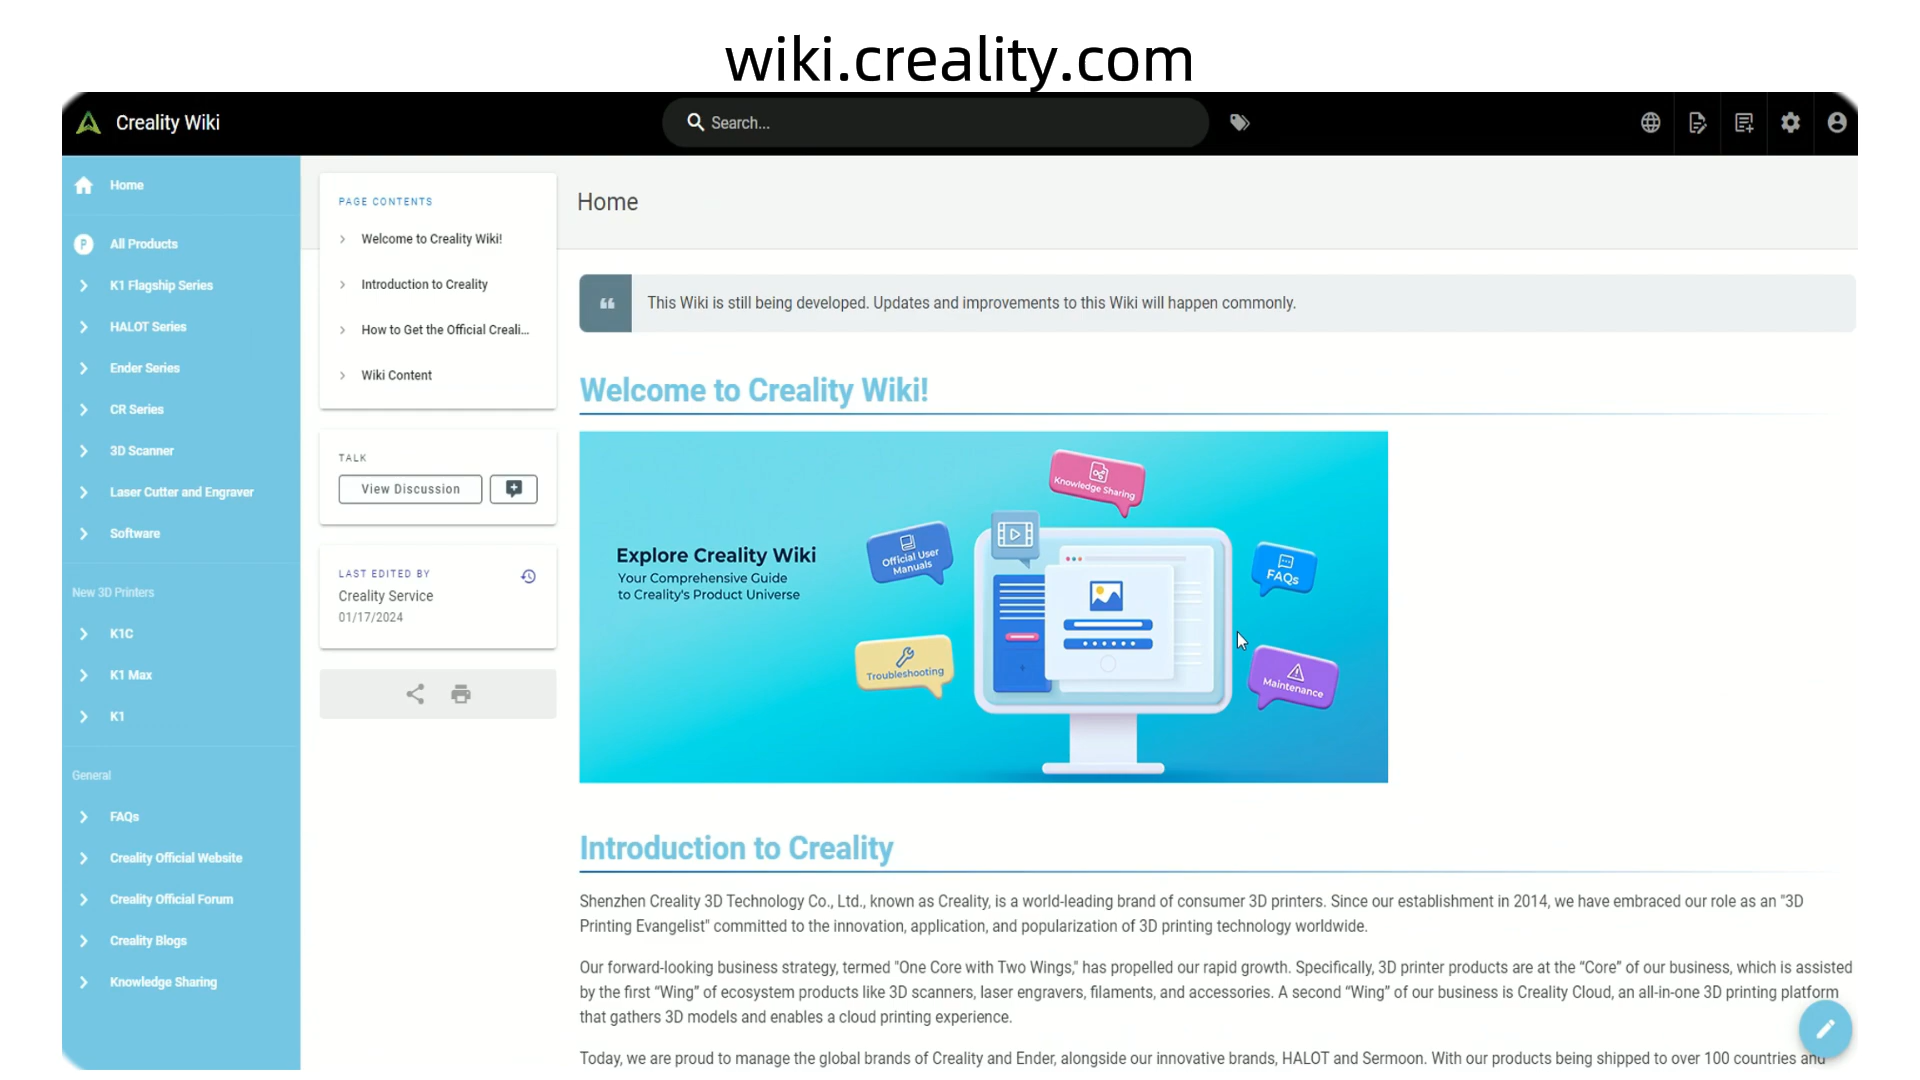 wiki.creality.com
Creality Wiki
Search...
Home
P
All Products
K1 Flagship Series
HALOT Series
Ender Series
CR Series
3D Scanner
Laser Cutter and Engraver
Software
New 3D Printers
K1C
K1 Max
K1
General
FAQs
Creality Official Website
Creality Official Forum
Creality Blogs
Knowledge Sharing
PAGE CONTENTS
Welcome to Creality Wiki!
Introduction to Creality
How to Get the Official Creali...
Wiki Content
TALK
View Discussion
LAST EDITED BY
Creality Service
01/17/2024
Home
This Wiki is still being developed. Updates and improvements to this Wiki will happen commonly.
Welcome to Creality Wiki!
Explore Creality Wiki
Your Comprehensive Guide
to Creality's Product Universe
Knowledge Sharing
Official User
Manuals
FAQs
Troubleshooting
Maintenance
Introduction to Creality
Shenzhen Creality 3D Technology Co., Ltd., known as Creality, is a world-leading brand of consumer 3D printers. Since our establishment in 2014, we have embraced our role as an "3D
Printing Evangelist" committed to the innovation, application, and popularization of 3D printing technology worldwide.
Our forward-looking business strategy, termed "One Core with Two Wings," has propelled our rapid growth. Specifically, 3D printer products are at the “Core” of our business, which is assisted
by the first “Wing” of ecosystem products like 3D scanners, laser engravers, filaments, and accessories. A second “Wing” of our business is Creality Cloud, an all-in-one 3D printing platform
that gathers 3D models and enables a cloud printing experience.
Today, we are proud to manage the global brands of Creality and Ender, alongside our innovative brands, HALOT and Sermoon. With our products being shipped to over 100 countries and